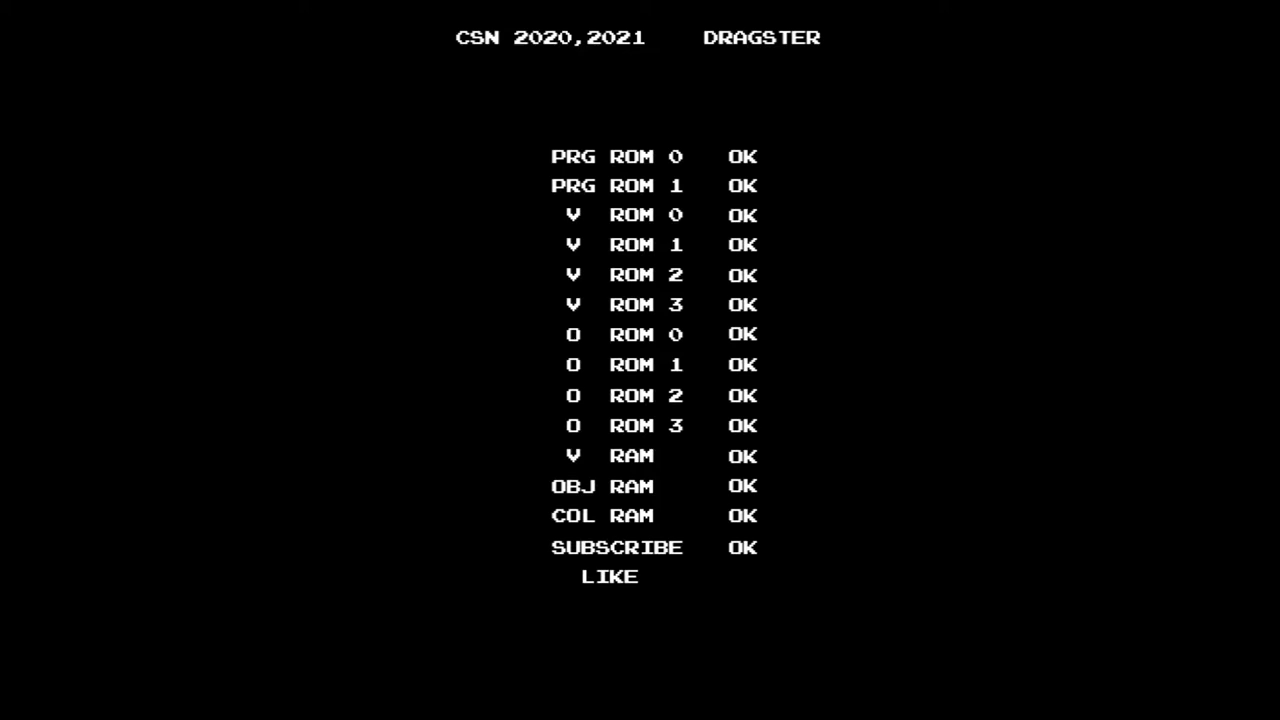 CSN 2020,2021 DRAGSTER
PRG ROM 0 OK
PRG ROM 1 OK
V ROM 0 OK
V ROM 1 OK
V ROM 2 OK
V ROM 3 OK
O ROM 0 OK
O ROM 1 OK
O ROM 2 OK
O ROM 3 OK
V RAM OK
OBJ RAM OK
COL RAM OK
SUBSCRIBE OK
LIKE